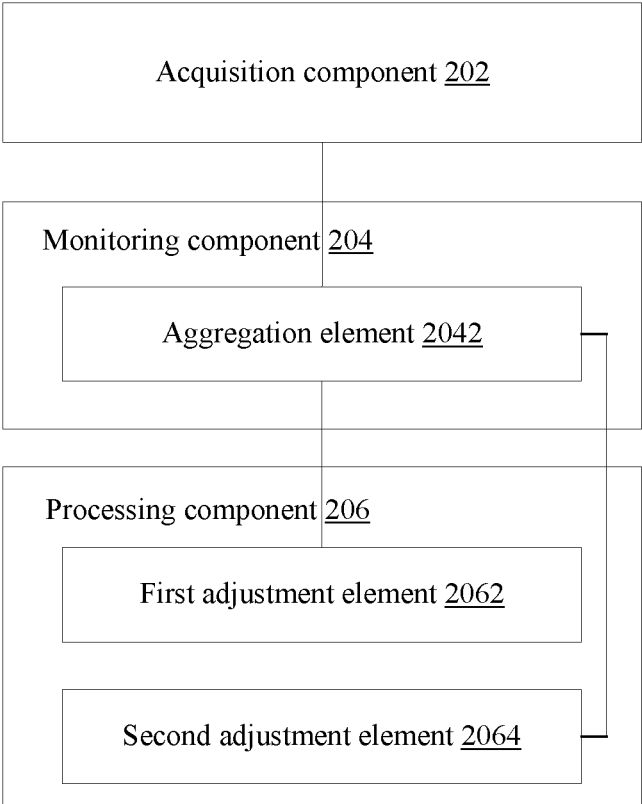 Acquisition component 202
Monitoring component 204
Aggregation element 2042
Processing component 206
First adjustment element 2062
Second adjustment element 2064